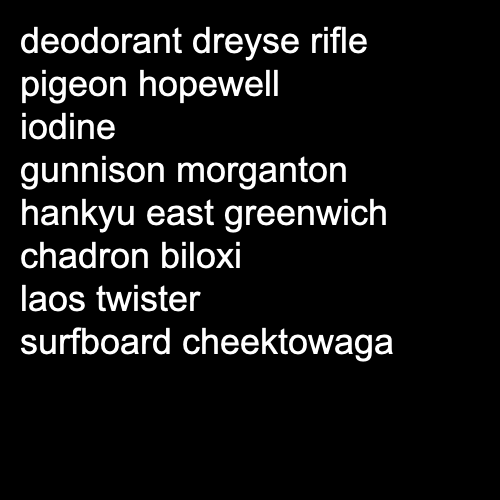 deodorant dreyse rifle
pigeon hopewell
iodine
gunnison morganton
hankyu east greenwich
chadron biloxi
laos twister
surfboard cheektowaga